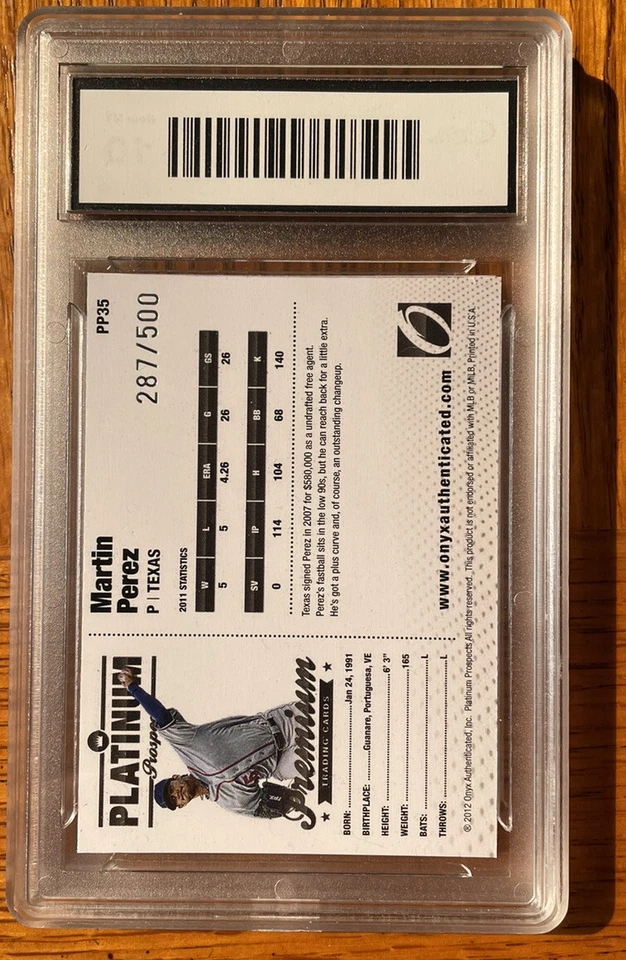 PLATINUM
Prospects
Premium
TRADING CARDS
BORN: Jan 24, 1991
BIRTHPLACE: Guanare, Portuguesa, VE
HEIGHT: 6' 3"
WEIGHT: 165
BATS: L
THROWS: L
Martin
Perez
P | TEXAS
PP35
287/500
2011 STATISTICS
W L ERA G GS
5 5 4.26 26 26
SV IP H BB K
0 114 104 68 140
Texas signed Perez in 2007 for $580,000 as a undrafted free agent.
Perez's fastball sits in the low 90s, but he can reach back for a little extra.
He's got a plus curve and, of course, an outstanding changeup.
www.onyxauthenticated.com
© 2012 Onyx Authenticated, Inc. Platinum Prospects All rights reserved. This product is not endorsed or affiliated with MLB or MiLB. Printed in U.S.A.